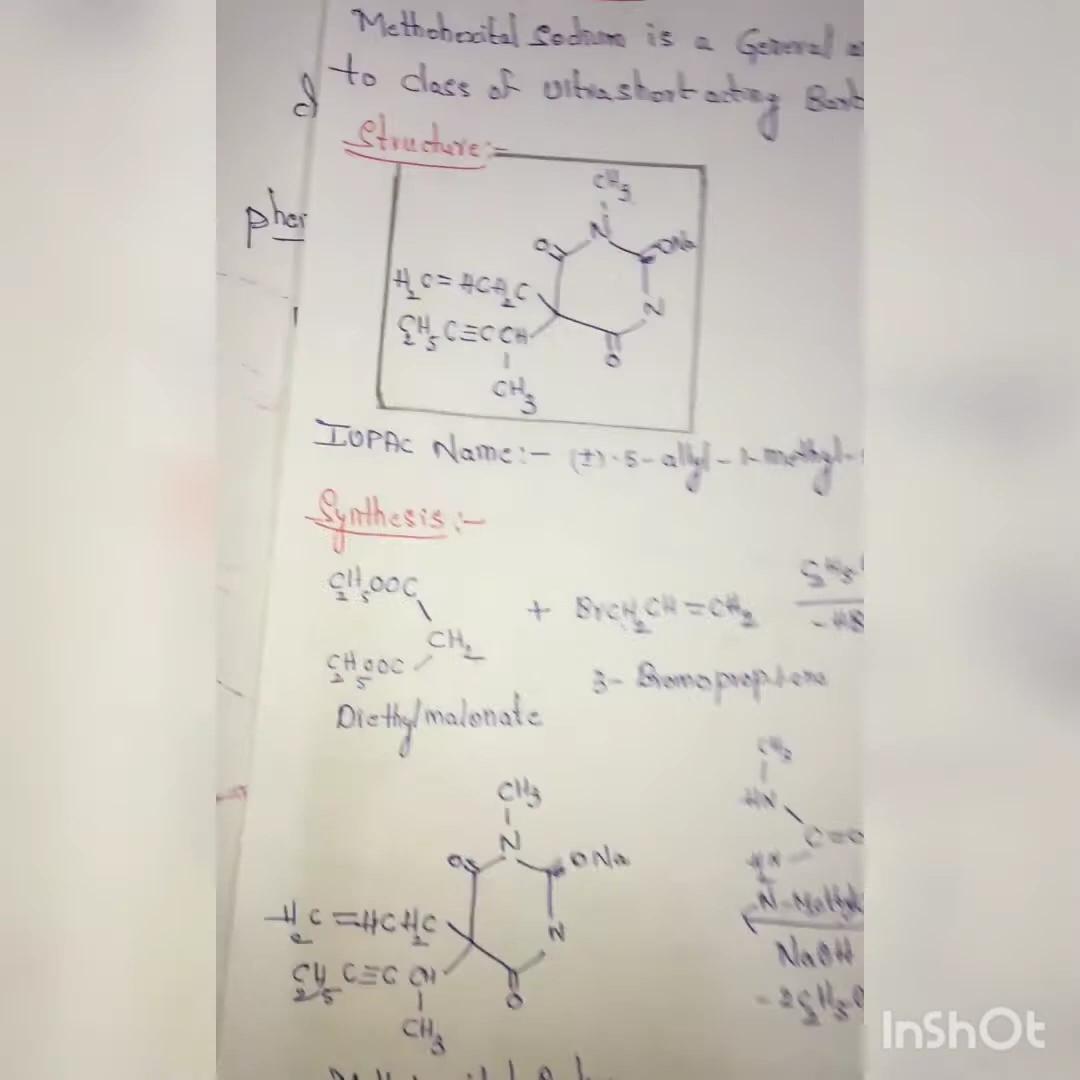 Methohexital Sodium is a General
to class of Ultrashort acting
Structure:-
CH3
N
O
ONa
H2C=HCH2C
N
C2H5C≡CCH
O
CH3
IUPAC Name:- (±)-5-allyl-1-methyl-
Synthesis:-
C2H5OOC
+ BrCH2CH=CH2
CH2
C2H5OOC
3-Bromopropene
Diethylmalonate
CH3
HN
C=O
H2N
CH3
N
O
ONa
H2C=HCH2C
N
NaOH
C2H5C≡C CH
O
CH3
InShOt